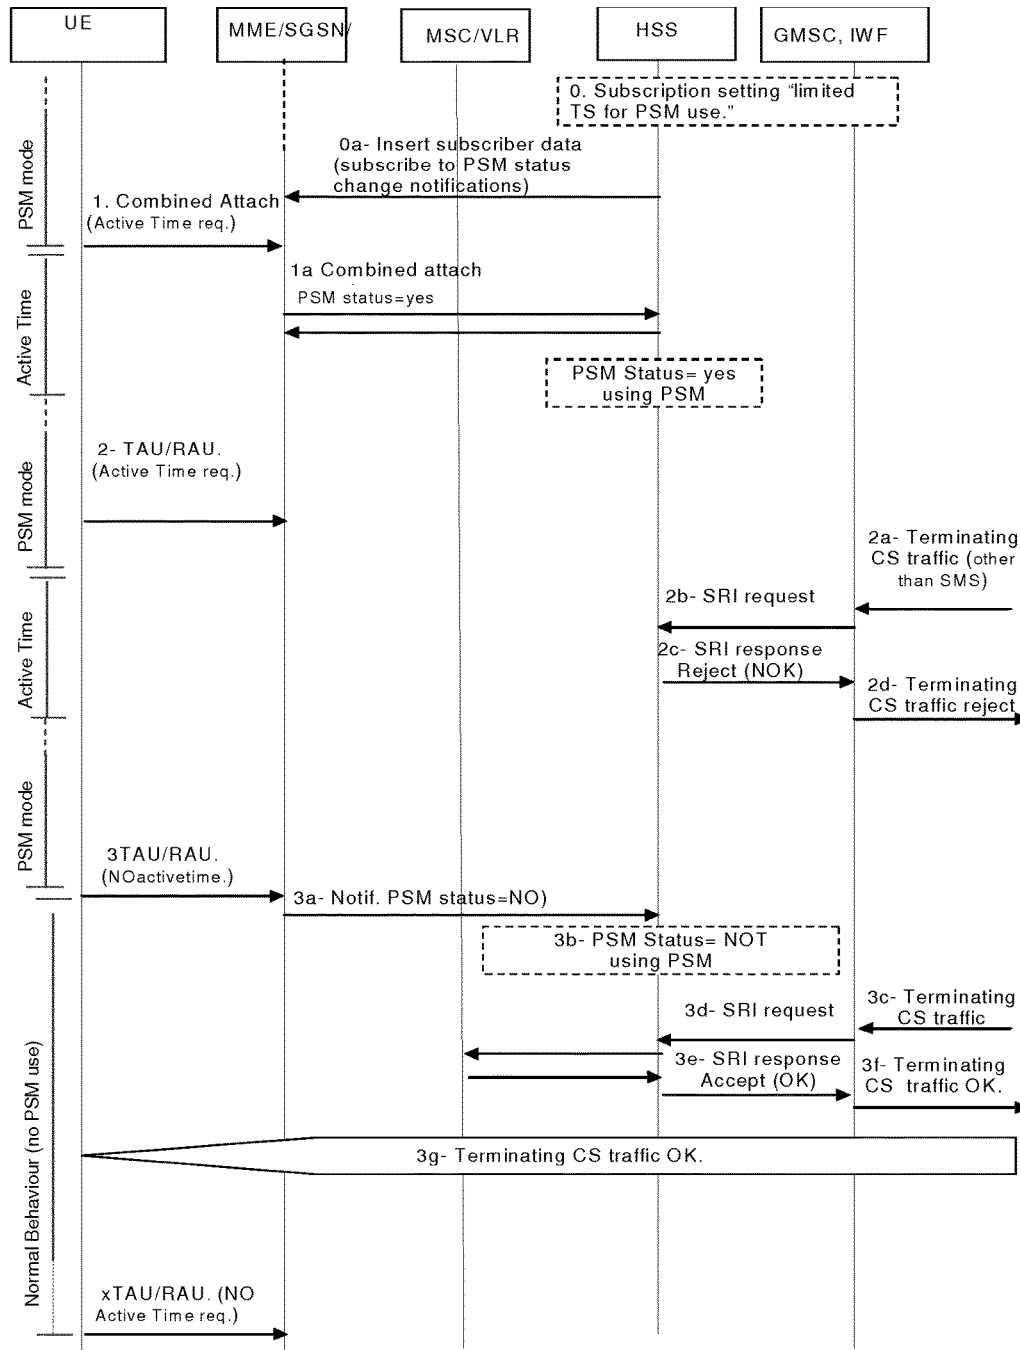 UE
MME/SGSN/
MSC/VLR
HSS
GMSC, IWF
0. Subscription setting “limited
TS for PSM use.”
0a- Insert subscriber data
(subscribe to PSM status
change notifications)
PSM mode
1. Combined Attach
(Active Time req.)
1a Combined attach
PSM status=yes
Active Time
PSM Status= yes
using PSM
2- TAU/RAU.
(Active Time req.)
PSM mode
2a- Terminating
CS traffic (other
than SMS)
2b- SRI request
2c- SRI response
Reject (NOK)
Active Time
2d- Terminating
CS traffic reject
PSM mode
3TAU/RAU.
(NOactivetime.)
3a- Notif. PSM status=NO)
3b- PSM Status= NOT
using PSM
3c- Terminating
CS traffic
3d- SRI request
3e- SRI response
Accept (OK)
3f- Terminating
CS traffic OK.
3g- Terminating CS traffic OK.
Normal Behaviour (no PSM use)
xTAU/RAU. (NO
Active Time req.)